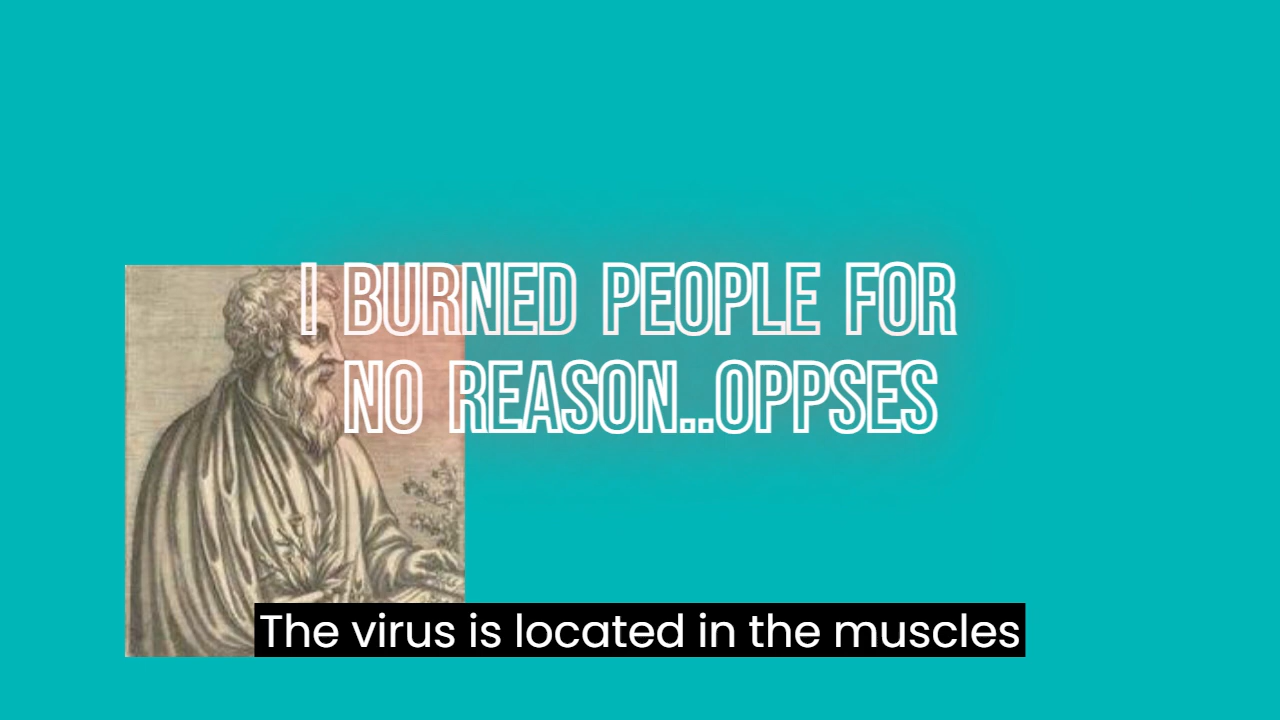 I BURNED PEOPLE FOR
NO REASON..OPPSES
The virus is located in the muscles